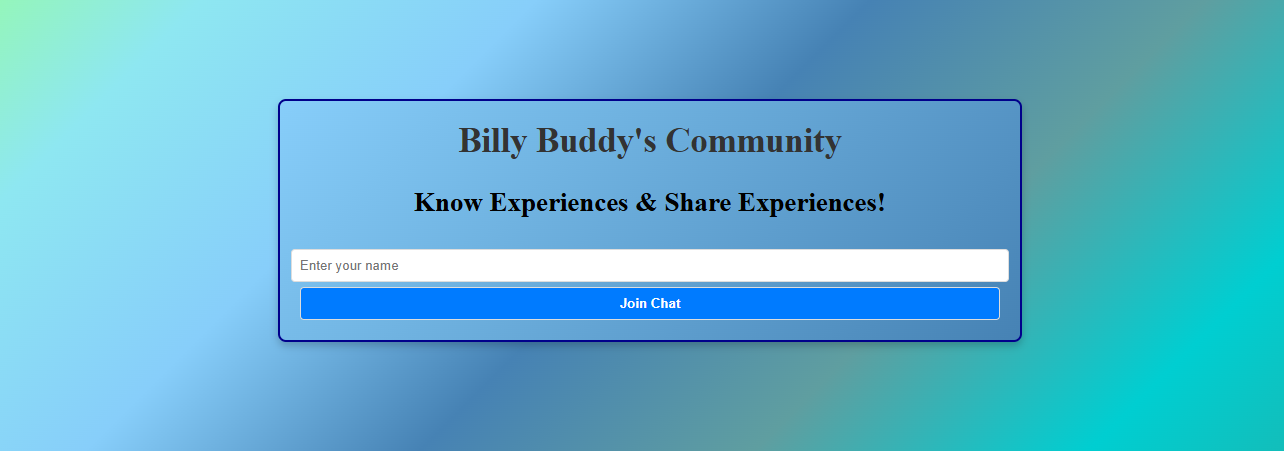 Billy Buddy's Community
Know Experiences & Share Experiences!
Enter your name
Join Chat